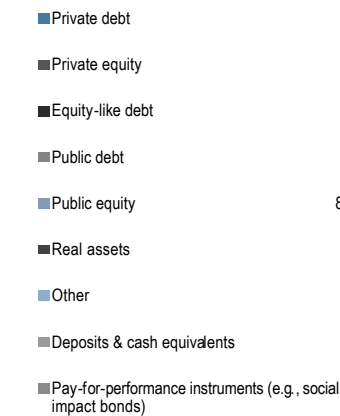 Private debt
Private equity
Equity-like debt
Public debt
Public equity
8
Real assets
Other
Deposits & cash equivalents
Pay-for-performance instruments (e.g., social
impact bonds)